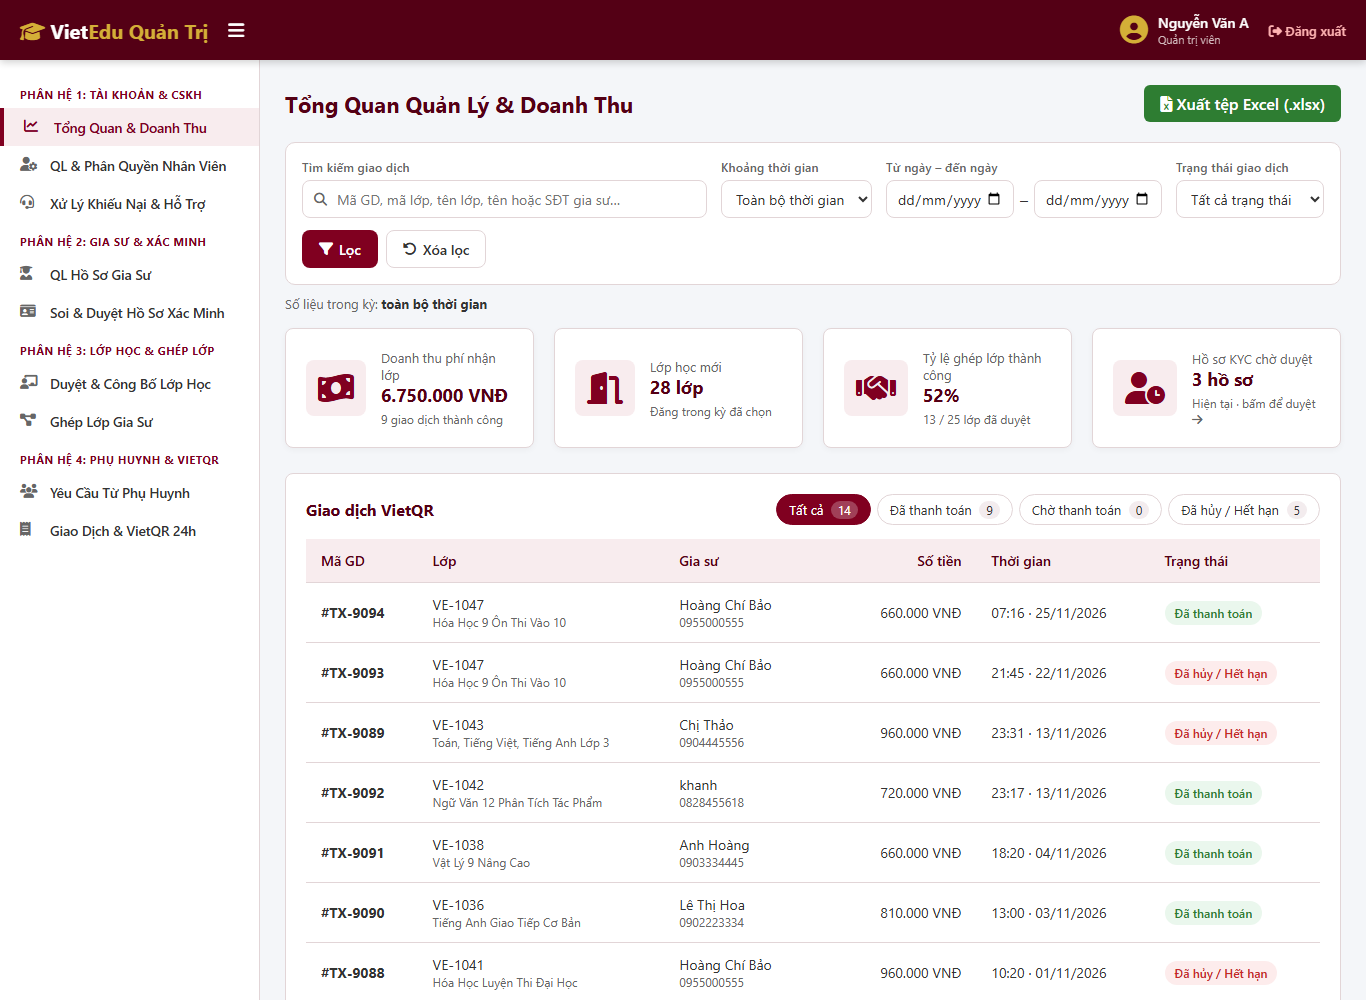 VietEdu Quản Trị
Nguyễn Văn A
Quản trị viên
Đăng xuất
PHÂN HỆ 1: TÀI KHOẢN & CSKH
Tổng Quan & Doanh Thu
QL & Phân Quyền Nhân Viên
Xử Lý Khiếu Nại & Hỗ Trợ
PHÂN HỆ 2: GIA SƯ & XÁC MINH
QL Hồ Sơ Gia Sư
Soi & Duyệt Hồ Sơ Xác Minh
PHÂN HỆ 3: LỚP HỌC & GHÉP LỚP
Duyệt & Công Bố Lớp Học
Ghép Lớp Gia Sư
PHÂN HỆ 4: PHỤ HUYNH & VIETQR
Yêu Cầu Từ Phụ Huynh
Giao Dịch & VietQR 24h
Tổng Quan Quản Lý & Doanh Thu
Xuất tệp Excel (.xlsx)
Tìm kiếm giao dịch
Mã GD, mã lớp, tên lớp, tên hoặc SĐT gia sư...
Khoảng thời gian
Toàn bộ thời gian
Từ ngày – đến ngày
dd/mm/yyyy – dd/mm/yyyy
Trạng thái giao dịch
Tất cả trạng thái
Lọc
Xóa lọc
Số liệu trong kỳ: toàn bộ thời gian
Doanh thu phí nhận
lớp
6.750.000 VNĐ
9 giao dịch thành công
Lớp học mới
28 lớp
Đăng trong kỳ đã chọn
Tỷ lệ ghép lớp thành
công
52%
13 / 25 lớp đã duyệt
Hồ sơ KYC chờ duyệt
3 hồ sơ
Hiện tại · bấm để duyệt
→
Giao dịch VietQR
Tất cả 14
Đã thanh toán 9
Chờ thanh toán 0
Đã hủy / Hết hạn 5
Mã GD Lớp Gia sư Số tiền Thời gian Trạng thái
#TX-9094 VE-1047 Hoàng Chí Bảo 660.000 VNĐ 07:16 · 25/11/2026 Đã thanh toán
Hóa Học 9 Ôn Thi Vào 10 0955000555
#TX-9093 VE-1047 Hoàng Chí Bảo 660.000 VNĐ 21:45 · 22/11/2026 Đã hủy / Hết hạn
Hóa Học 9 Ôn Thi Vào 10 0955000555
#TX-9089 VE-1043 Chị Thảo 960.000 VNĐ 23:31 · 13/11/2026 Đã hủy / Hết hạn
Toán, Tiếng Việt, Tiếng Anh Lớp 3 0904445556
#TX-9092 VE-1042 khanh 720.000 VNĐ 23:17 · 13/11/2026 Đã thanh toán
Ngữ Văn 12 Phân Tích Tác Phẩm 0828455618
#TX-9091 VE-1038 Anh Hoàng 660.000 VNĐ 18:20 · 04/11/2026 Đã thanh toán
Vật Lý 9 Nâng Cao 0903334445
#TX-9090 VE-1036 Lê Thị Hoa 810.000 VNĐ 13:00 · 03/11/2026 Đã thanh toán
Tiếng Anh Giao Tiếp Cơ Bản 0902223334
#TX-9088 VE-1041 Hoàng Chí Bảo 960.000 VNĐ 10:20 · 01/11/2026 Đã hủy / Hết hạn
Hóa Học Luyện Thi Đại Học 0955000555